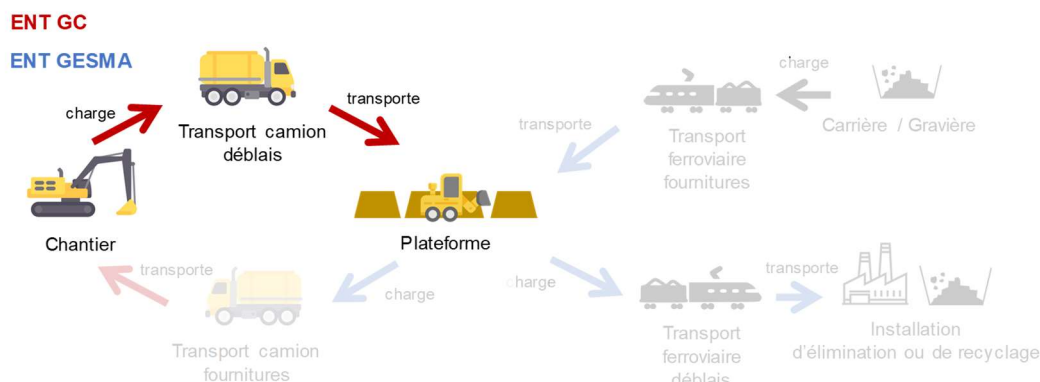 ENT GC
ENT GESMA
charge
transporte
Transport camion
déblais
Chantier
Plateforme
transporte
charge
Transport
ferroviaire
fournitures
Carrière / Gravière
transporte
charge
Transport camion
fournitures
charge
transporte
Transport
ferroviaire
déblais
Installation
d'élimination ou de recyclage